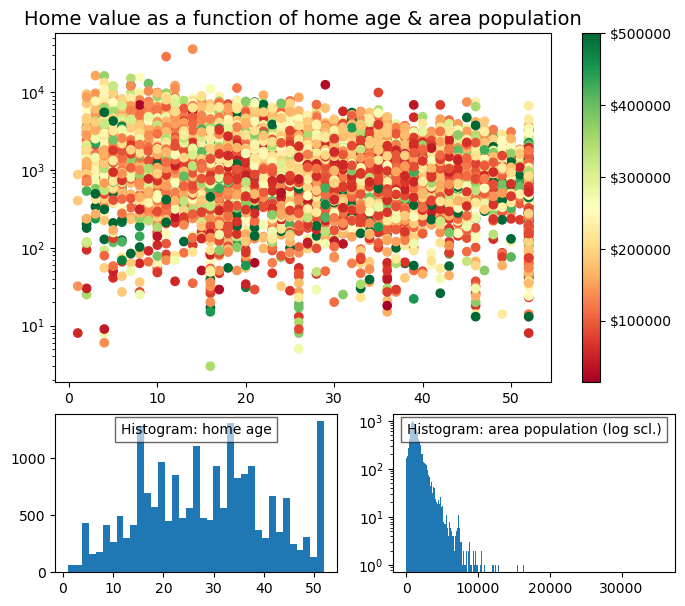 Home value as a function of home age & area population
10⁴
10³
10²
10¹
0 10 20 30 40 50
$500000
$400000
$300000
$200000
$100000
Histogram: home age
1000
500
0
0 10 20 30 40 50
Histogram: area population (log scl.)
10³
10²
10¹
10⁰
0 10000 20000 30000